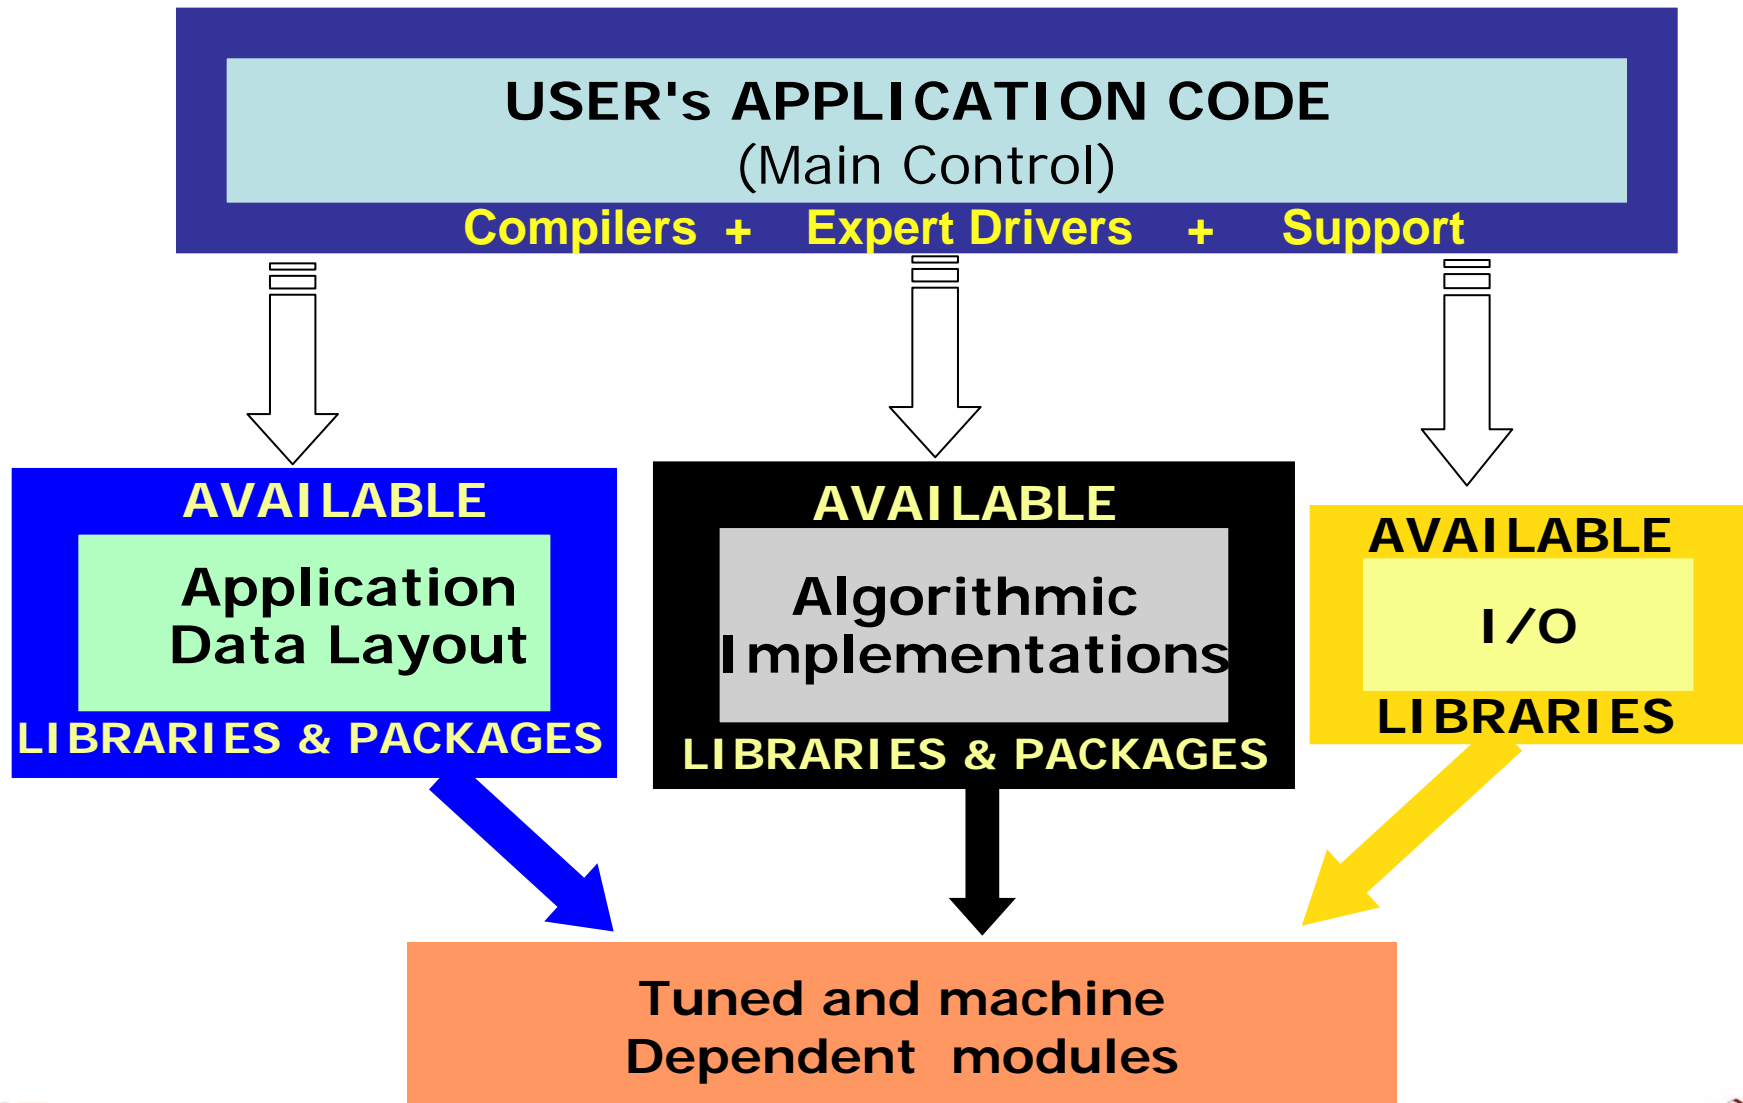 USER's APPLICATION CODE
(Main Control)
Compilers + Expert Drivers + Support
AVAILABLE
Application
Data Layout
LIBRARIES & PACKAGES
AVAILABLE
Algorithmic
Implementations
LIBRARIES & PACKAGES
AVAILABLE
I/O
LIBRARIES
Tuned and machine
Dependent modules